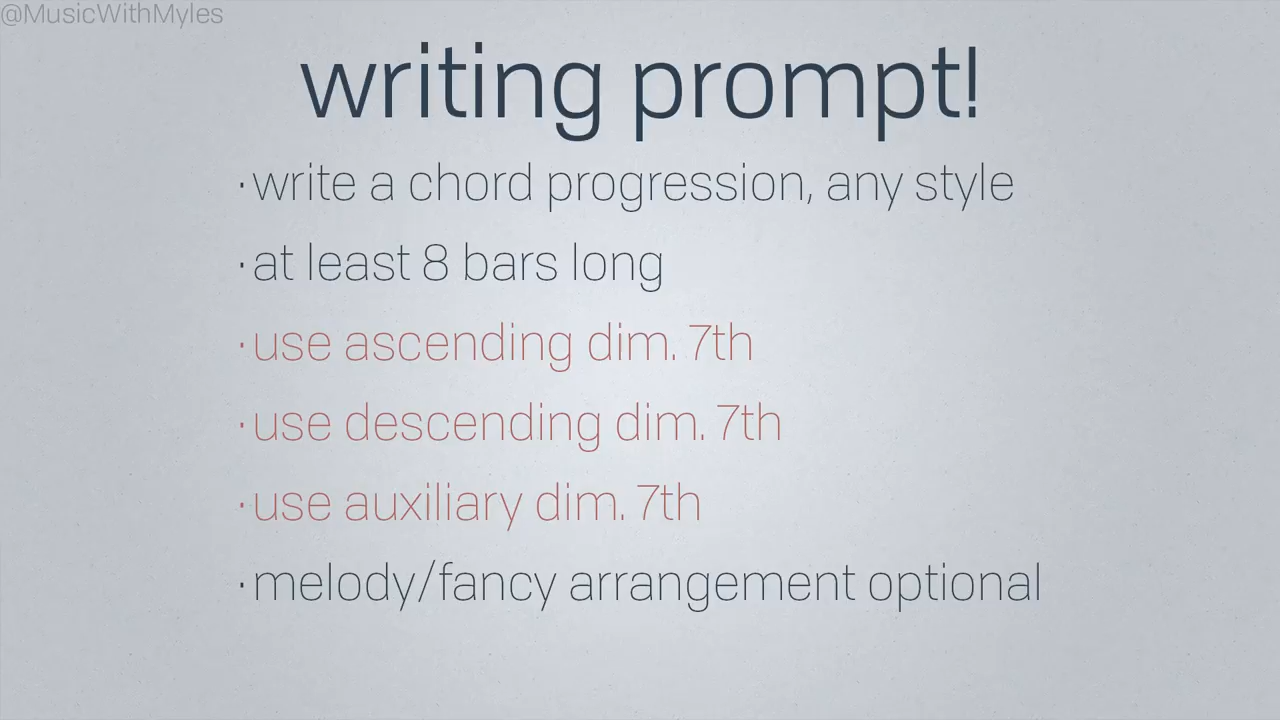 @MusicWithMyles
writing prompt!
·write a chord progression, any style
·at least 8 bars long
·use ascending dim. 7th
·use descending dim. 7th
·use auxiliary dim. 7th
·melody/fancy arrangement optional